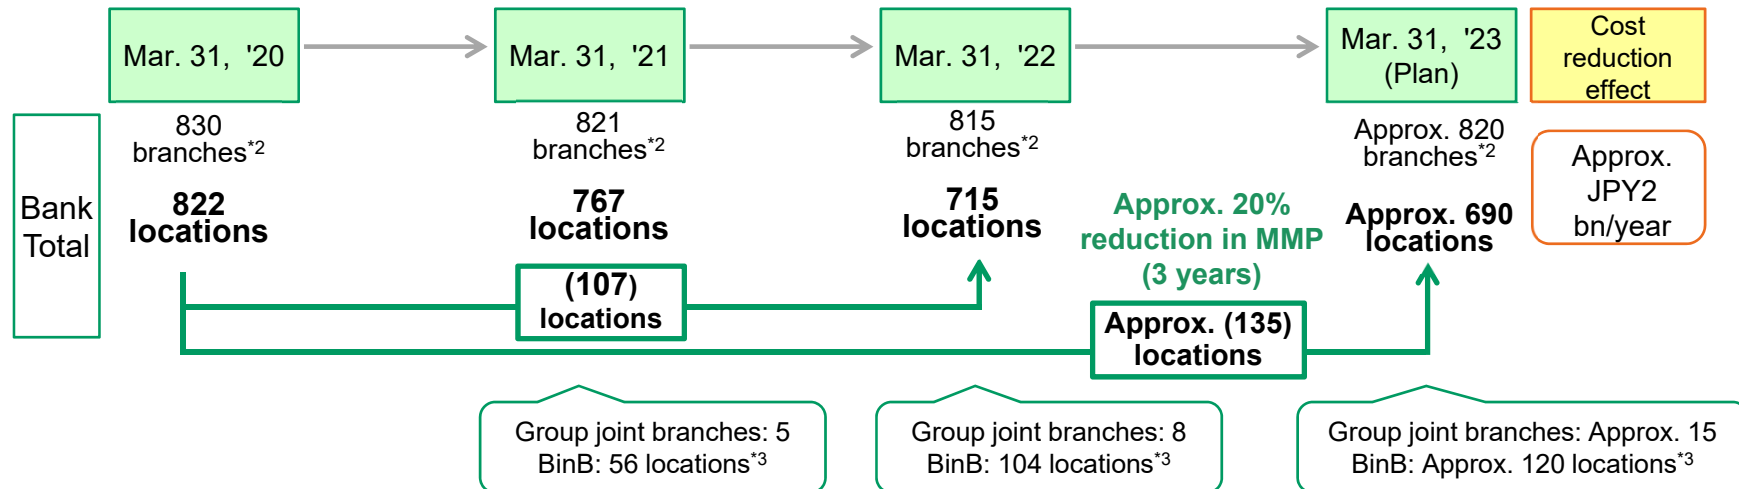 Mar. 31, '20
Mar. 31, '21
Mar. 31, '22
Mar. 31, '23
(Plan)
Cost
reduction
effect
Bank
Total
830
branches*2
822
locations
821
branches*2
767
locations
815
branches*2
715
locations
Approx. 820
branches*2
Approx. 690
locations
Approx.
JPY2
bn/year
Approx. 20%
reduction in MMP
(3 years)
(107)
locations
Approx. (135)
locations
Group joint branches: 5
BinB: 56 locations*3
Group joint branches: 8
BinB: 104 locations*3
Group joint branches: Approx. 15
BinB: Approx. 120 locations*3